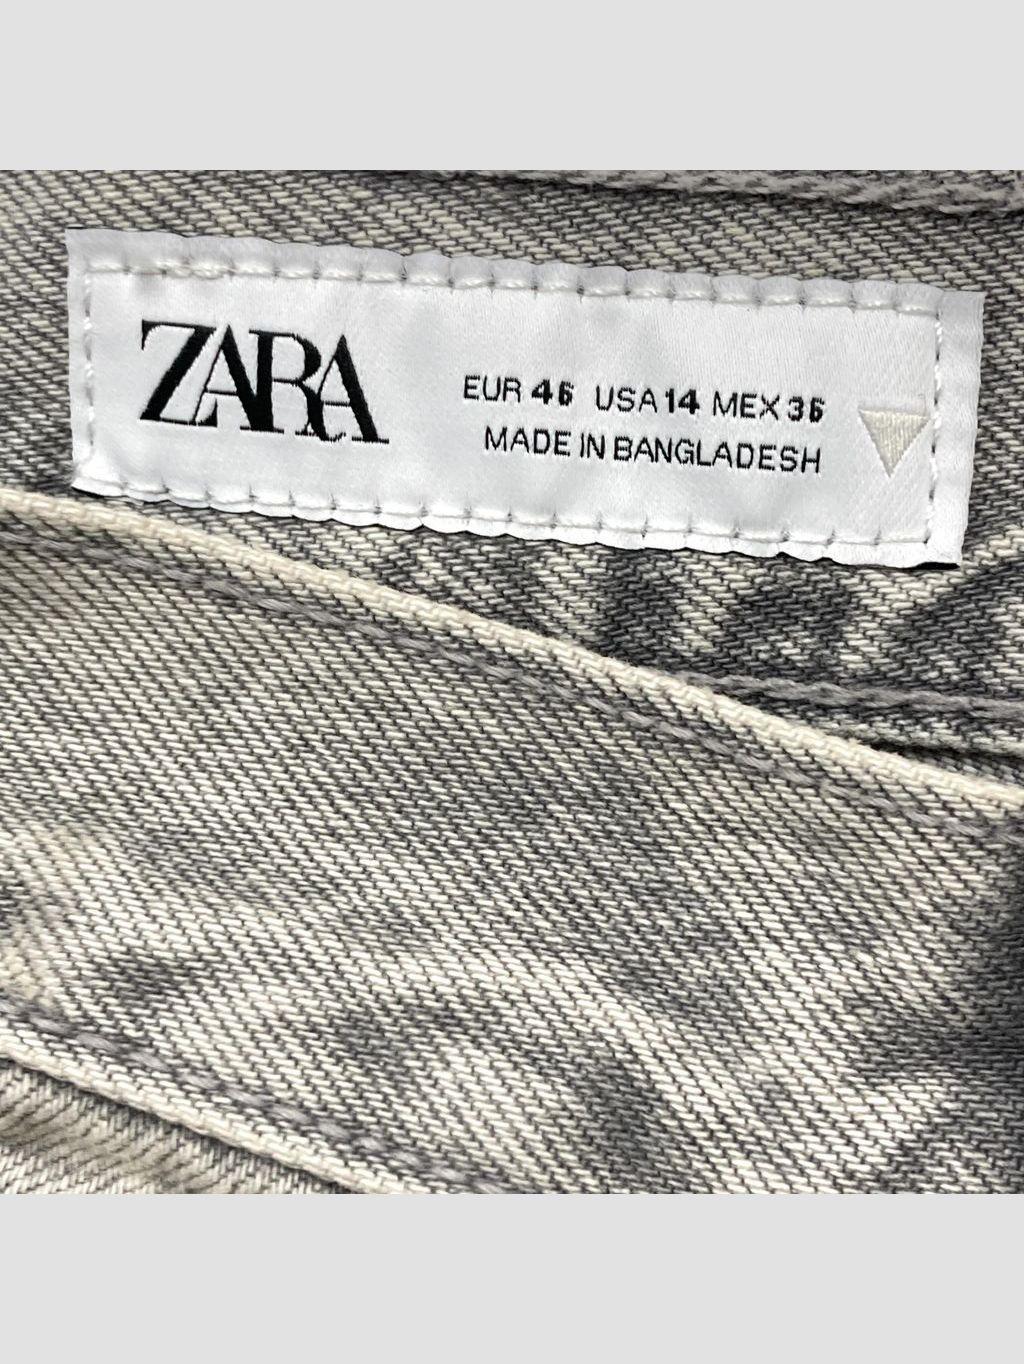 ZARA
EUR 46 USA 14 MEX 36
MADE IN BANGLADESH